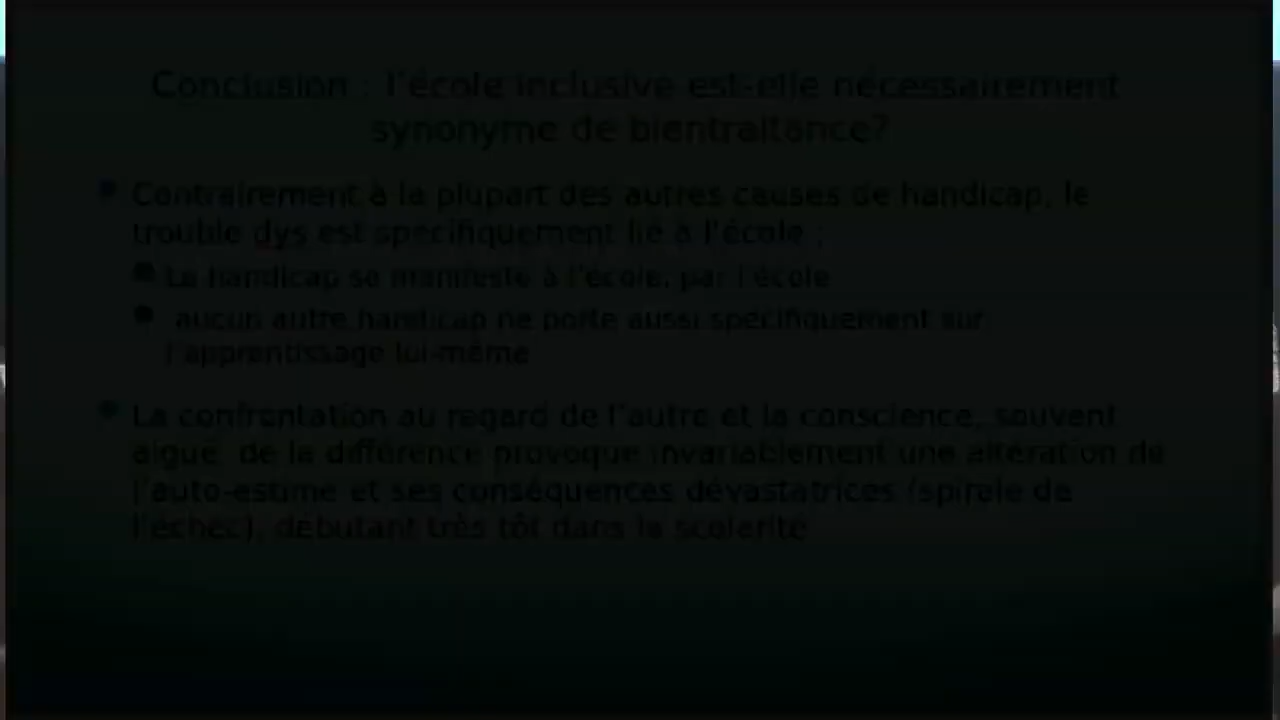 Conclusion : l'école inclusive est-elle nécessairement
synonyme de bientraitance?
Contrairement à la plupart des autres causes de handicap, le
trouble dys est spécifiquement lié à l'école :
Le handicap se manifeste à l'école, par l'école
aucun autre handicap ne porte aussi spécifiquement sur
l'apprentissage lui-même
La confrontation au regard de l'autre et la conscience, souvent
aiguë, de la différence provoque invariablement une altération de
l'auto-estime et ses conséquences dévastatrices (spirale de
l'échec), débutant très tôt dans la scolarité